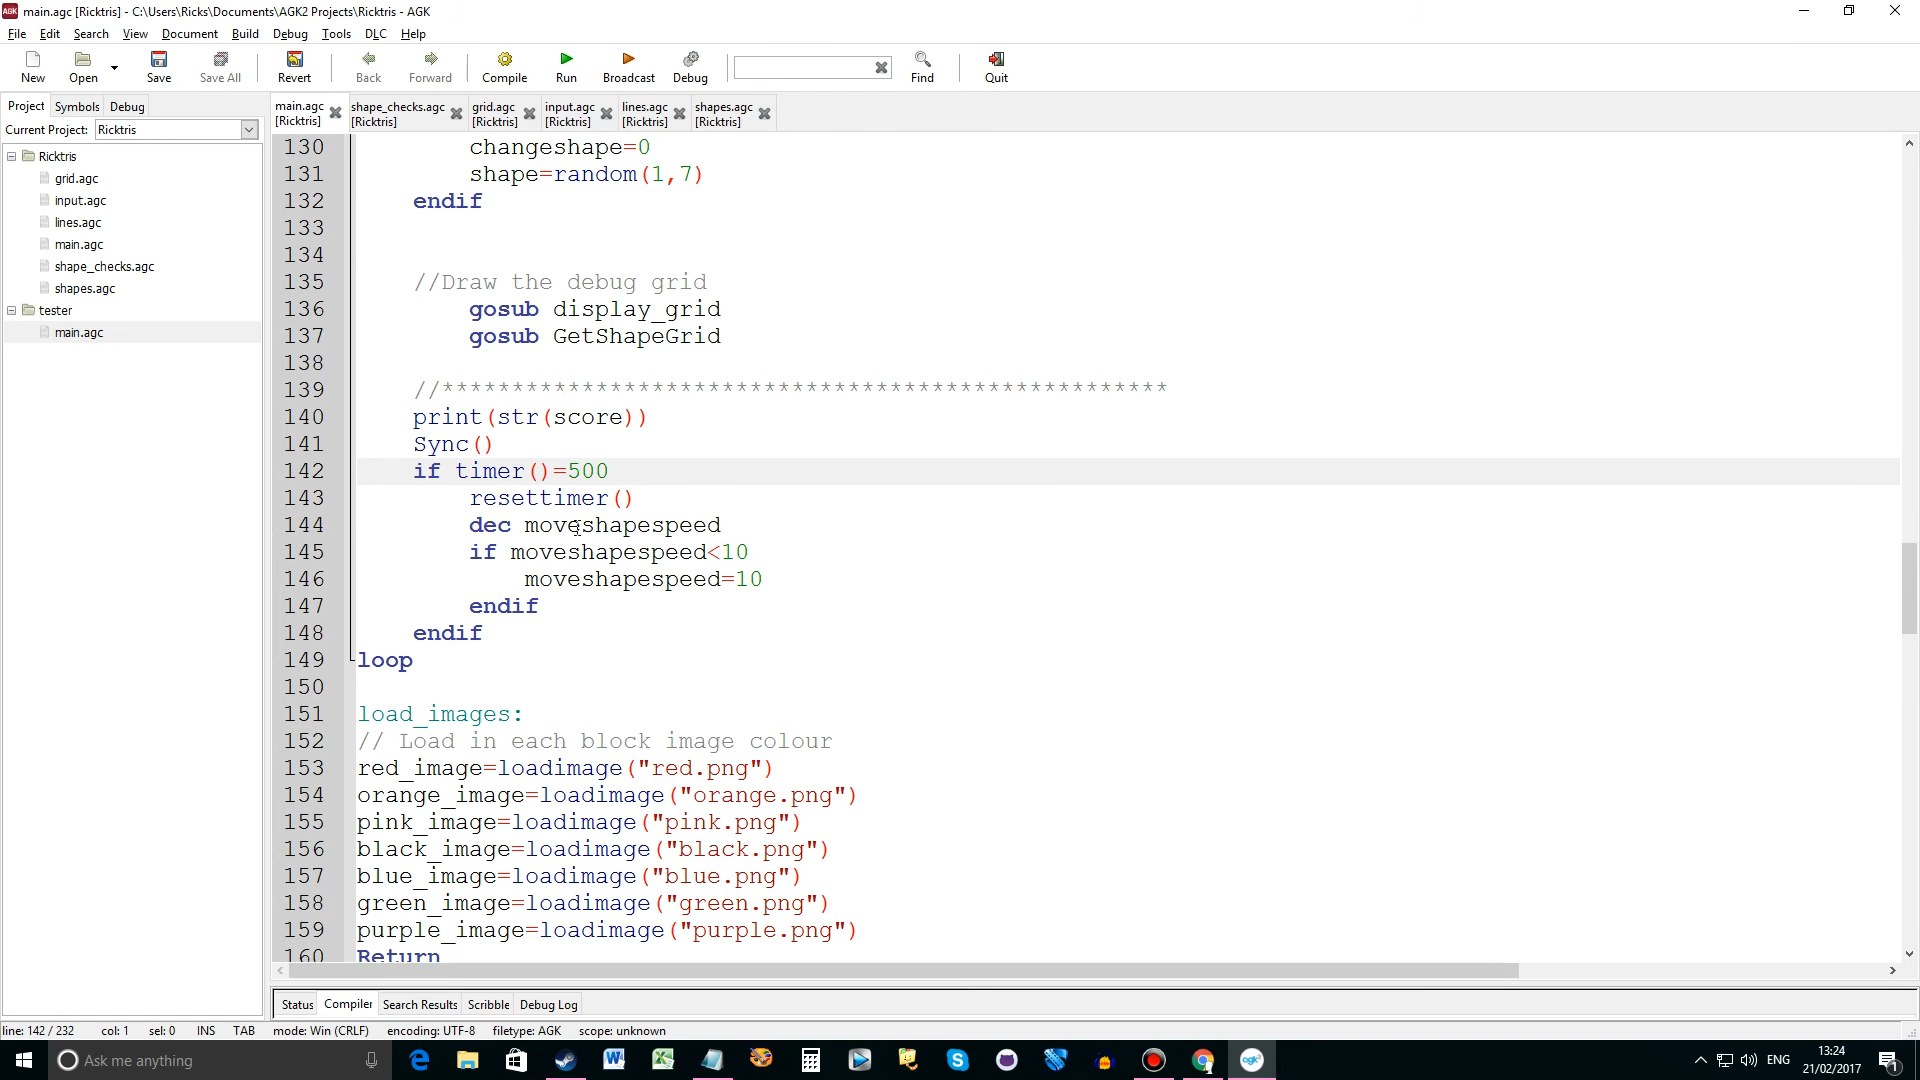 main.agc [Ricktris] - C:\Users\Ricks\Documents\AGK2 Projects\Ricktris - AGK
File Edit Search View Document Build Debug Tools DLC Help
New Open Save Save All Revert Back Forward Compile Run Broadcast Debug Find Quit
Project Symbols Debug
main.agc [Ricktris] shape_checks.agc [Ricktris] grid.agc [Ricktris] input.agc [Ricktris] lines.agc [Ricktris] shapes.agc [Ricktris]
Current Project: Ricktris
Ricktris
grid.agc
input.agc
lines.agc
main.agc
shape_checks.agc
shapes.agc
tester
main.agc
130 changeshape=0
131 shape=random(1,7)
132 endif
133
134
135 //Draw the debug grid
136 gosub display_grid
137 gosub GetShapeGrid
138
139 //****************************************************
140 print(str(score))
141 Sync()
142 if timer()=500
143 resettimer()
144 dec moveshapespeed
145 if moveshapespeed<10
146 moveshapespeed=10
147 endif
148 endif
149 loop
150
151 load_images:
152 // Load in each block image colour
153 red_image=loadimage("red.png")
154 orange_image=loadimage("orange.png")
155 pink_image=loadimage("pink.png")
156 black_image=loadimage("black.png")
157 blue_image=loadimage("blue.png")
158 green_image=loadimage("green.png")
159 purple_image=loadimage("purple.png")
160 Return
Status Compiler Search Results Scribble Debug Log
line: 142 / 232 col: 1 sel: 0 INS TAB mode: Win (CRLF) encoding: UTF-8 filetype: AGK scope: unknown
Ask me anything
ENG
13:24
21/02/2017
1